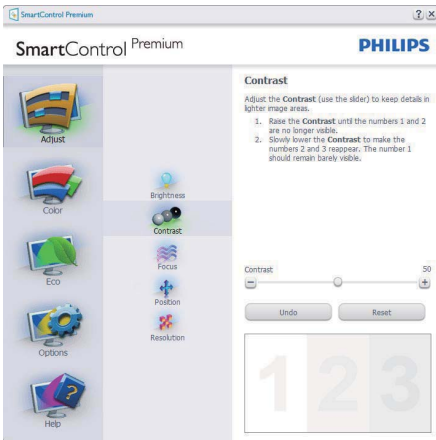 SmartControl Premium
SmartControl Premium
PHILIPS
Adjust
Color
Eco
Options
Help
Brightness
Contrast
Focus
Position
Resolution
Contrast
Adjust the Contrast (use the slider) to keep details in
lighter image areas.
1. Raise the Contrast until the numbers 1 and 2
are no longer visible.
2. Slowly lower the Contrast to make the
numbers 2 and 3 reappear. The number 1
should remain barely visible.
Contrast 50
Undo Reset
1 2 3